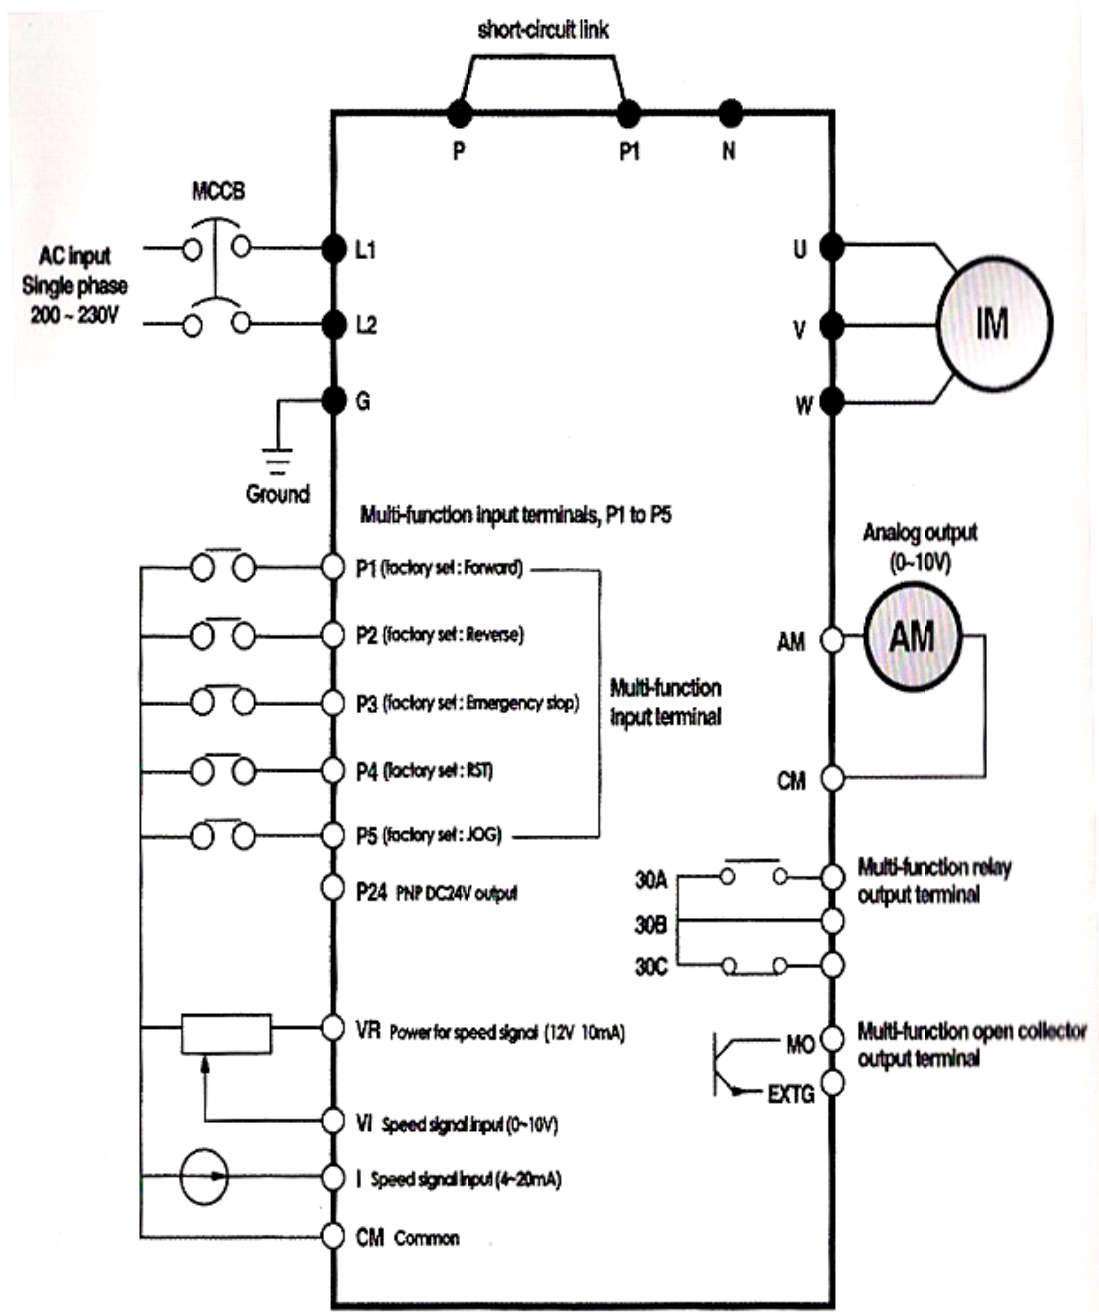 short-circuit link
P
P1
N
MCCB
AC input
Single phase
200 ~ 230V
L1
L2
G
Ground
U
V
W
IM
Multi-function input terminals, P1 to P5
P1 (factory set : Forward)
P2 (factory set : Reverse)
P3 (factory set : Emergency stop)
P4 (factory set : RST)
P5 (factory set : JOG)
Multi-function
input terminal
P24 PNP DC24V output
VR Power for speed signal (12V 10mA)
VI Speed signal input (0~10V)
I Speed signal input (4~20mA)
CM Common
Analog output
(0~10V)
AM
AM
CM
30A
30B
30C
Multi-function relay
output terminal
MO
EXTG
Multi-function open collector
output terminal